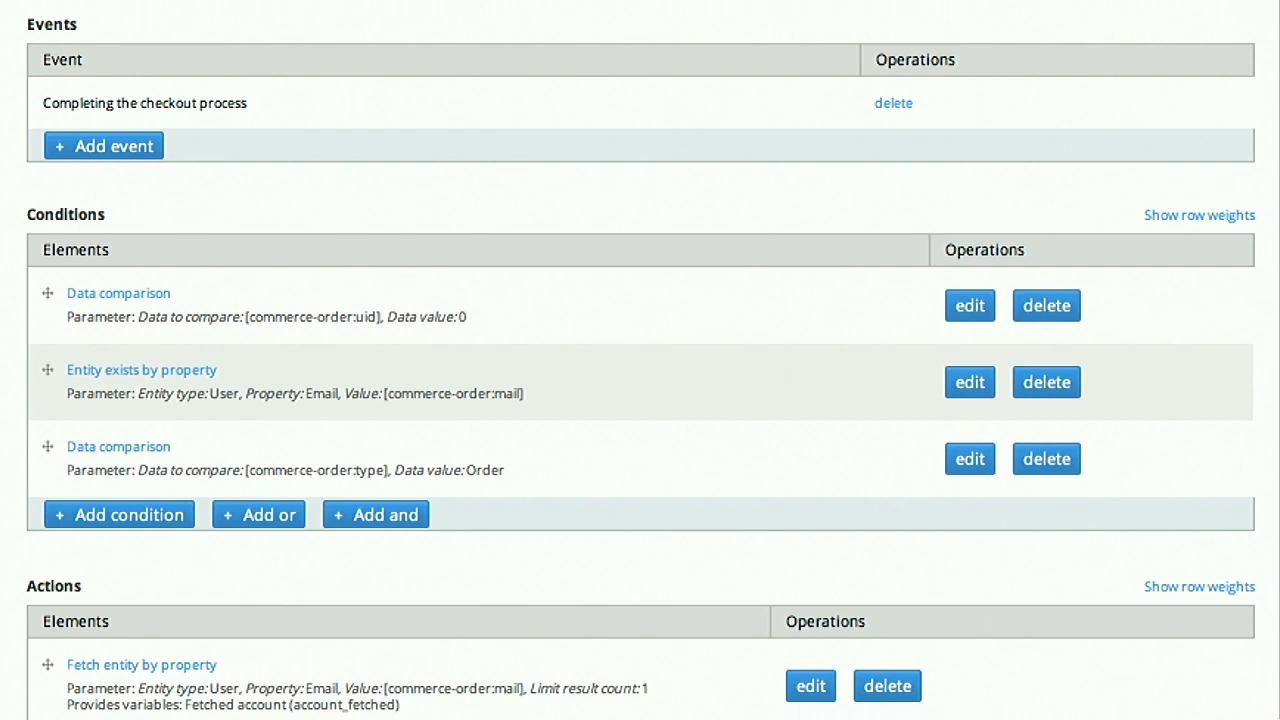 Events
Event Operations
Completing the checkout process delete
+ Add event
Conditions Show row weights
Elements Operations
Data comparison
Parameter: Data to compare: [commerce-order:uid], Data value: 0
edit delete
Entity exists by property
Parameter: Entity type: User, Property: Email, Value: [commerce-order:mail]
edit delete
Data comparison
Parameter: Data to compare: [commerce-order:type], Data value: Order
edit delete
+ Add condition + Add or + Add and
Actions Show row weights
Elements Operations
Fetch entity by property
Parameter: Entity type: User, Property: Email, Value: [commerce-order:mail], Limit result count: 1
Provides variables: Fetched account (account_fetched)
edit delete